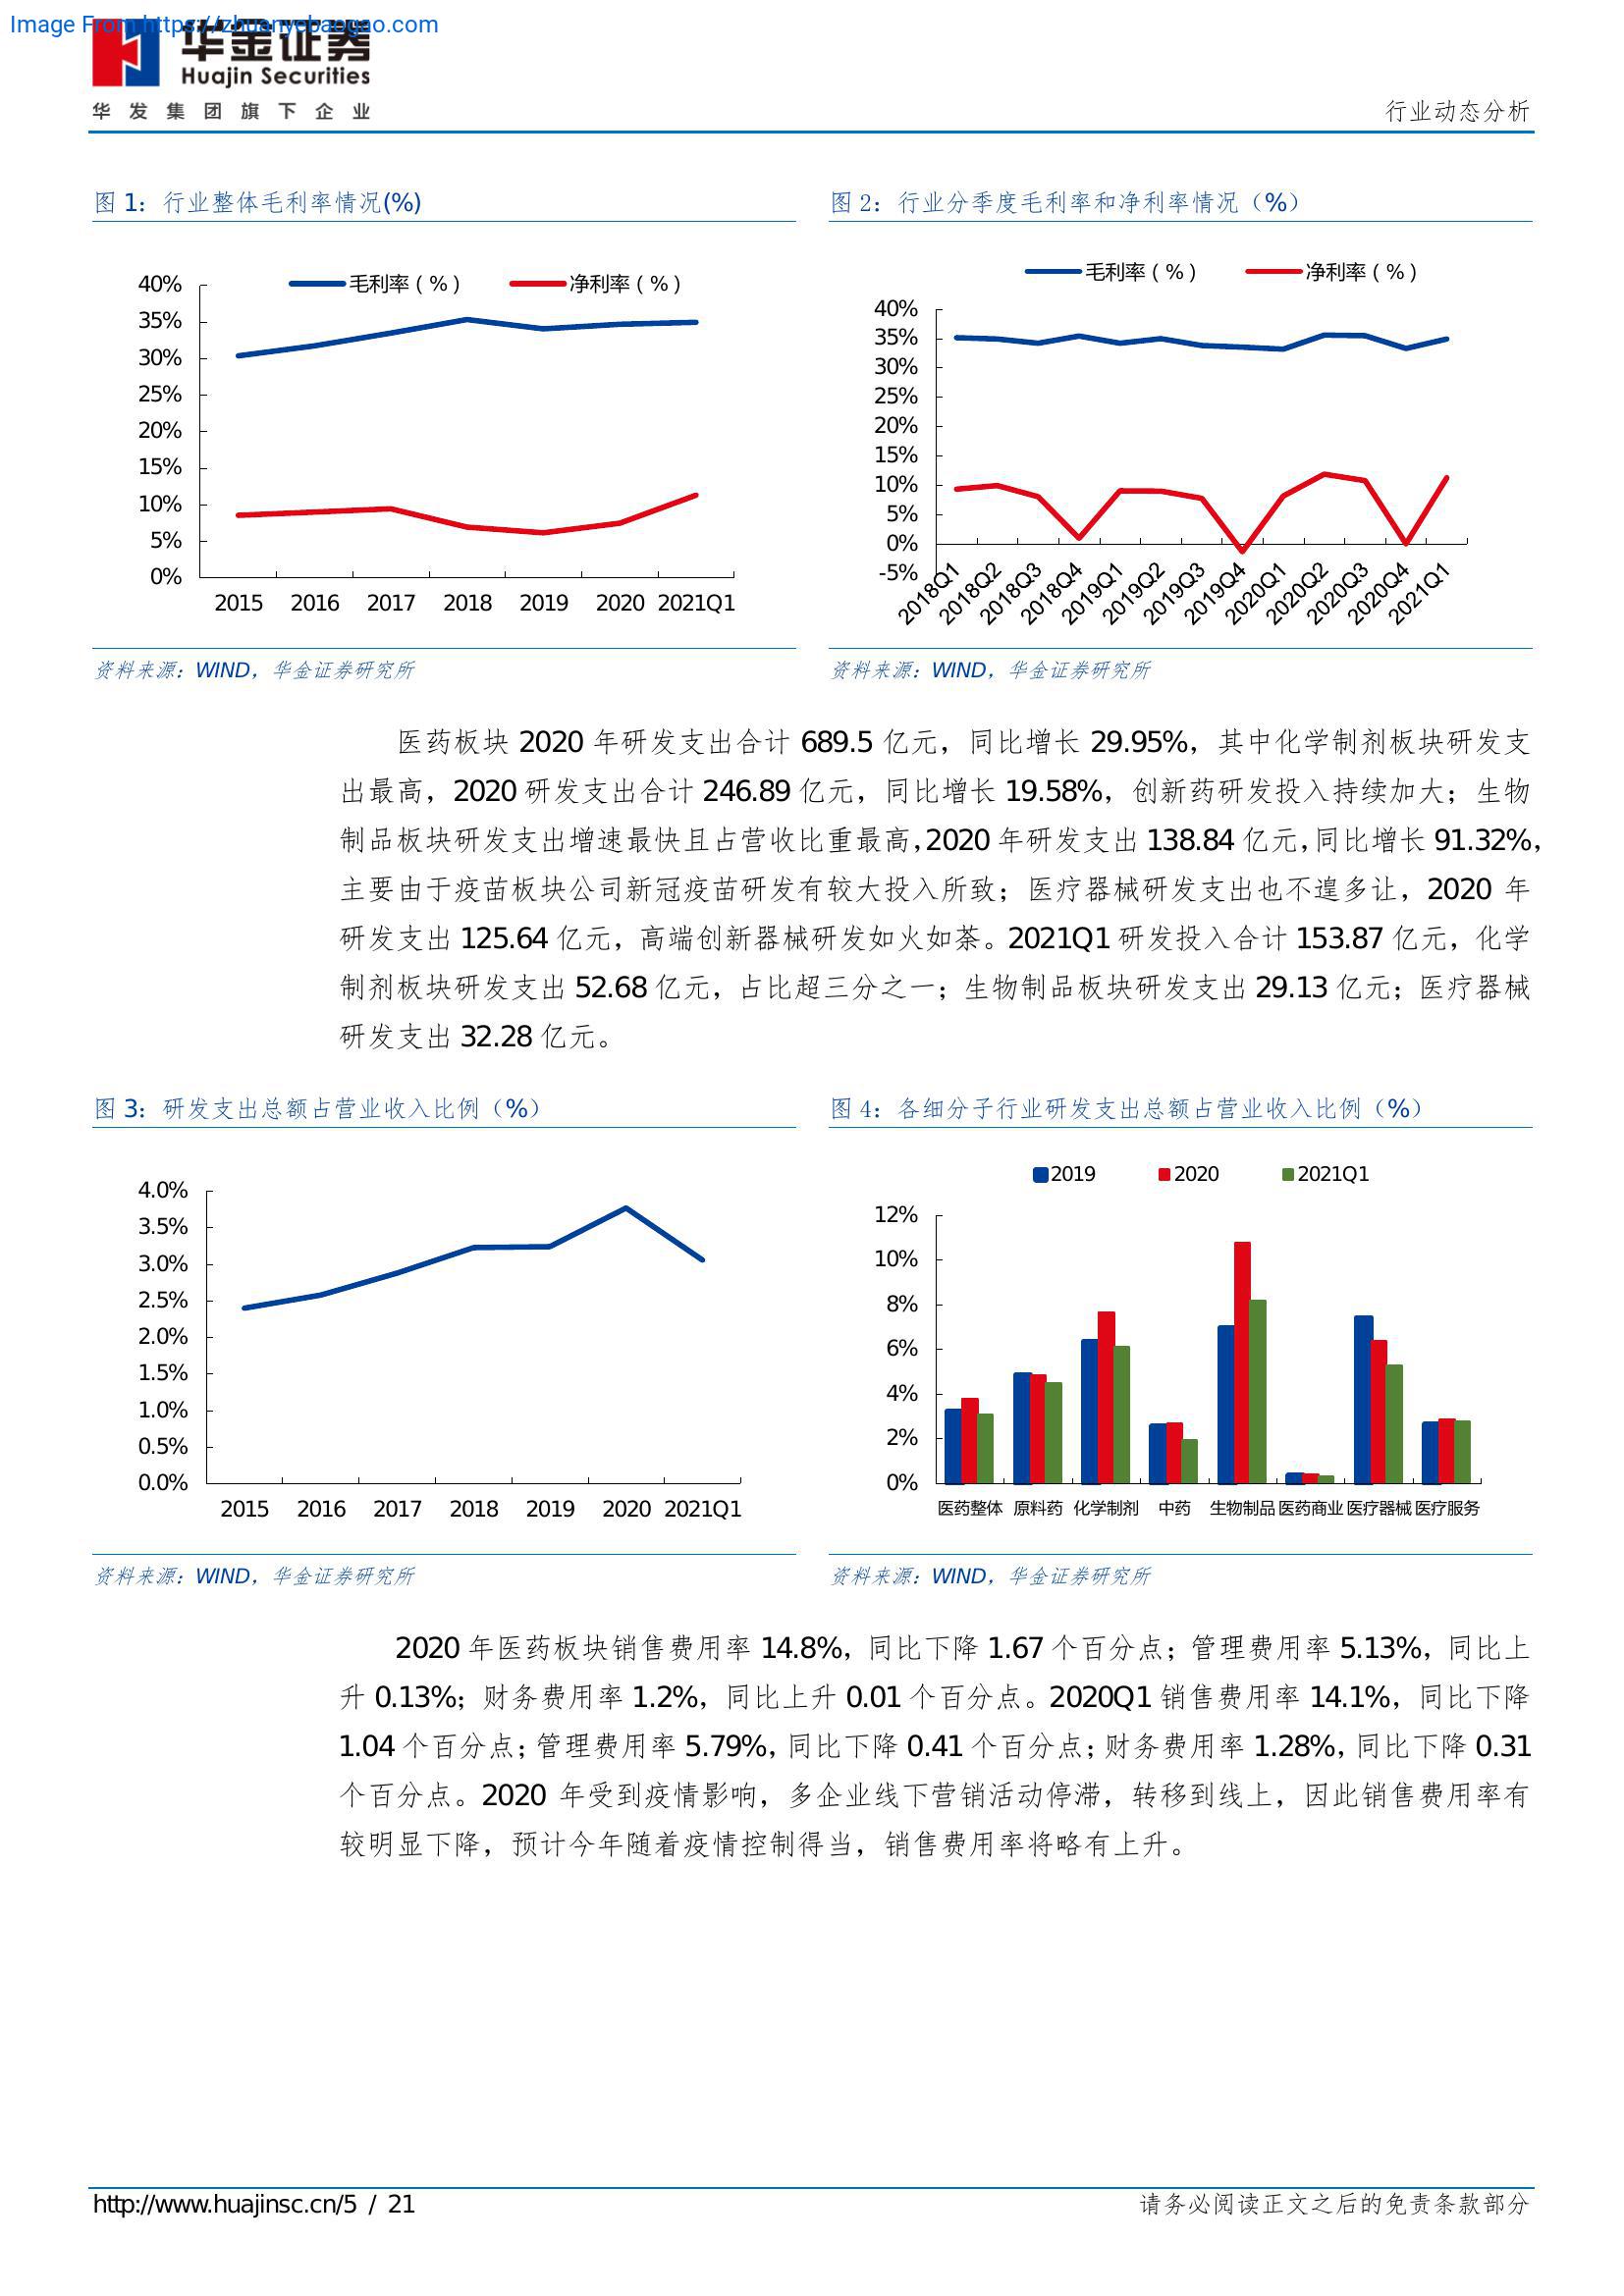 Image From https://zhuanyebaogao.com
华金证券
Huajin Securities
华发集团旗下企业
行业动态分析
图 1：行业整体毛利率情况(%)
毛利率（%）
净利率（%）
40%
35%
30%
25%
20%
15%
10%
5%
0%
2015 2016 2017 2018 2019 2020 2021Q1
资料来源：WIND，华金证券研究所
图 2：行业分季度毛利率和净利率情况（%）
毛利率（%）
净利率（%）
40%
35%
30%
25%
20%
15%
10%
5%
0%
-5%
2018Q1 2018Q2 2018Q3 2018Q4 2019Q1 2019Q2 2019Q3 2019Q4 2020Q1 2020Q2 2020Q3 2020Q4 2021Q1
资料来源：WIND，华金证券研究所
医药板块 2020 年研发支出合计 689.5 亿元，同比增长 29.95%，其中化学制剂板块研发支
出最高，2020 研发支出合计 246.89 亿元，同比增长 19.58%，创新药研发投入持续加大；生物
制品板块研发支出增速最快且占营收比重最高，2020 年研发支出 138.84 亿元，同比增长 91.32%，
主要由于疫苗板块公司新冠疫苗研发有较大投入所致；医疗器械研发支出也不遑多让，2020 年
研发支出 125.64 亿元，高端创新器械研发如火如荼。2021Q1 研发投入合计 153.87 亿元，化学
制剂板块研发支出 52.68 亿元，占比超三分之一；生物制品板块研发支出 29.13 亿元；医疗器械
研发支出 32.28 亿元。
图 3：研发支出总额占营业收入比例（%）
4.0%
3.5%
3.0%
2.5%
2.0%
1.5%
1.0%
0.5%
0.0%
2015 2016 2017 2018 2019 2020 2021Q1
资料来源：WIND，华金证券研究所
图 4：各细分子行业研发支出总额占营业收入比例（%）
2019 2020 2021Q1
12%
10%
8%
6%
4%
2%
0%
医药整体 原料药 化学制剂 中药 生物制品 医药商业 医疗器械 医疗服务
资料来源：WIND，华金证券研究所
2020 年医药板块销售费用率 14.8%，同比下降 1.67 个百分点；管理费用率 5.13%，同比上
升 0.13%；财务费用率 1.2%，同比上升 0.01 个百分点。2020Q1 销售费用率 14.1%，同比下降
1.04 个百分点；管理费用率 5.79%，同比下降 0.41 个百分点；财务费用率 1.28%，同比下降 0.31
个百分点。2020 年受到疫情影响，多企业线下营销活动停滞，转移到线上，因此销售费用率有
较明显下降，预计今年随着疫情控制得当，销售费用率将略有上升。
http://www.huajinsc.cn/5 / 21
请务必阅读正文之后的免责条款部分